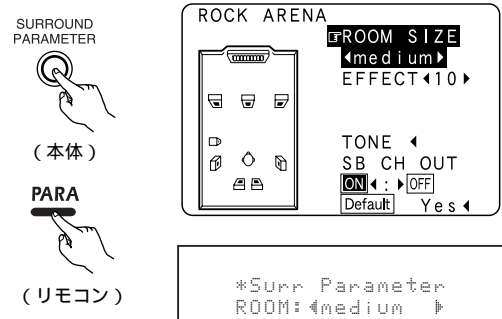 SURROUND
PARAMETER
(本体)
PARA
(リモコン)
ROCK ARENA
☞ROOM SIZE
◀medium▶
EFFECT◀10▶
TONE ◀
SB CH OUT
ON◀:▶OFF
Default Yes◀
*Surr Parameter
ROOM:◀medium ▶